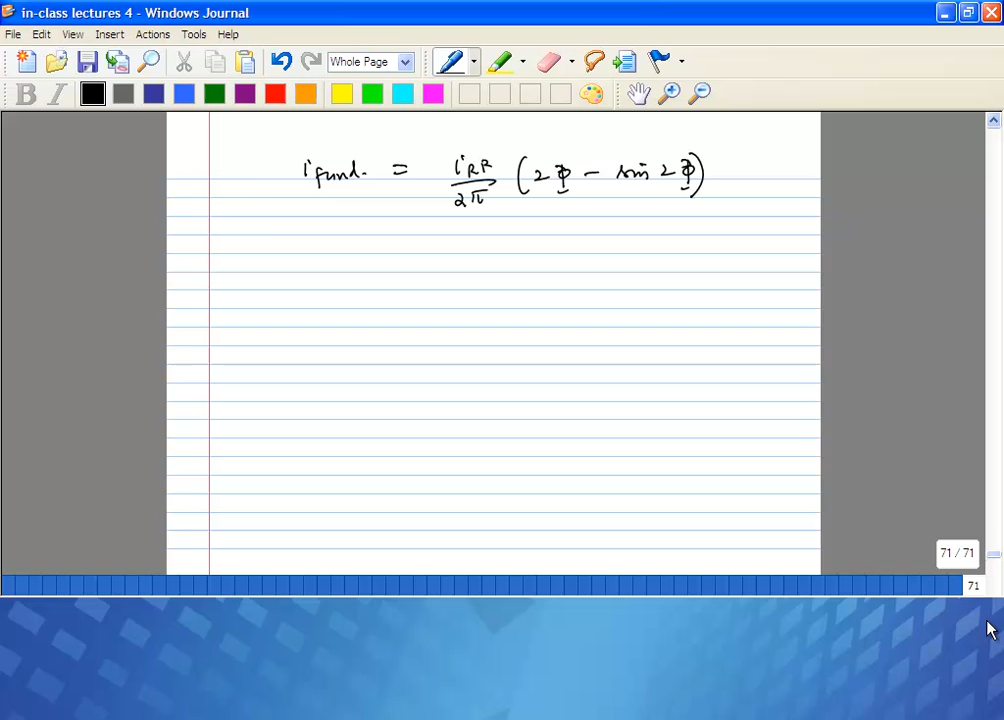 in-class lectures 4 - Windows Journal
File Edit View Insert Actions Tools Help
Whole Page
B I
i fund. = i_RR / 2π (2Φ - sin 2Φ)
71 / 71
71